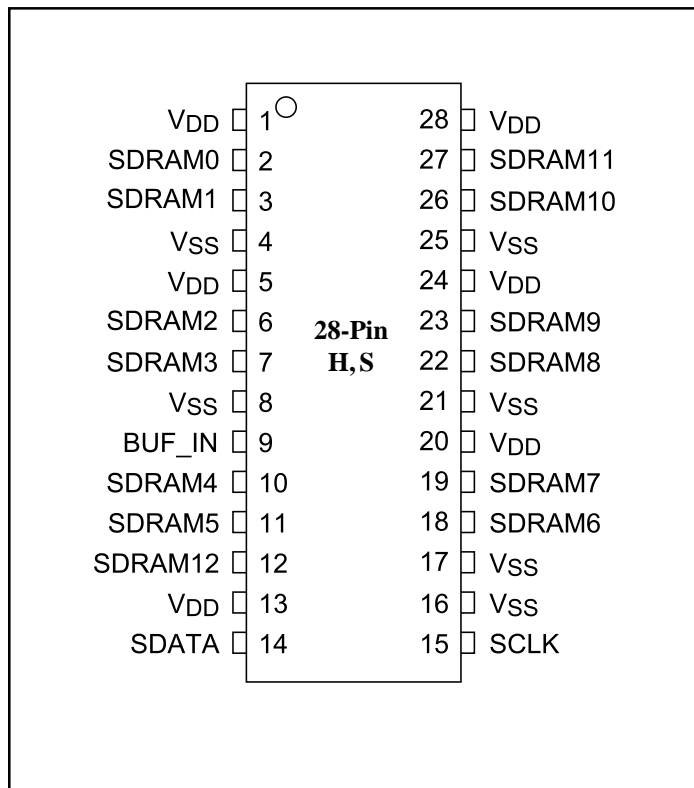 VDD 1 28 VDD
SDRAM0 2 27 SDRAM11
SDRAM1 3 26 SDRAM10
VSS 4 25 VSS
VDD 5 24 VDD
SDRAM2 6 23 SDRAM9
28-Pin
SDRAM3 7 22 SDRAM8
H,S
VSS 8 21 VSS
BUF_IN 9 20 VDD
SDRAM4 10 19 SDRAM7
SDRAM5 11 18 SDRAM6
SDRAM12 12 17 VSS
VDD 13 16 VSS
SDATA 14 15 SCLK